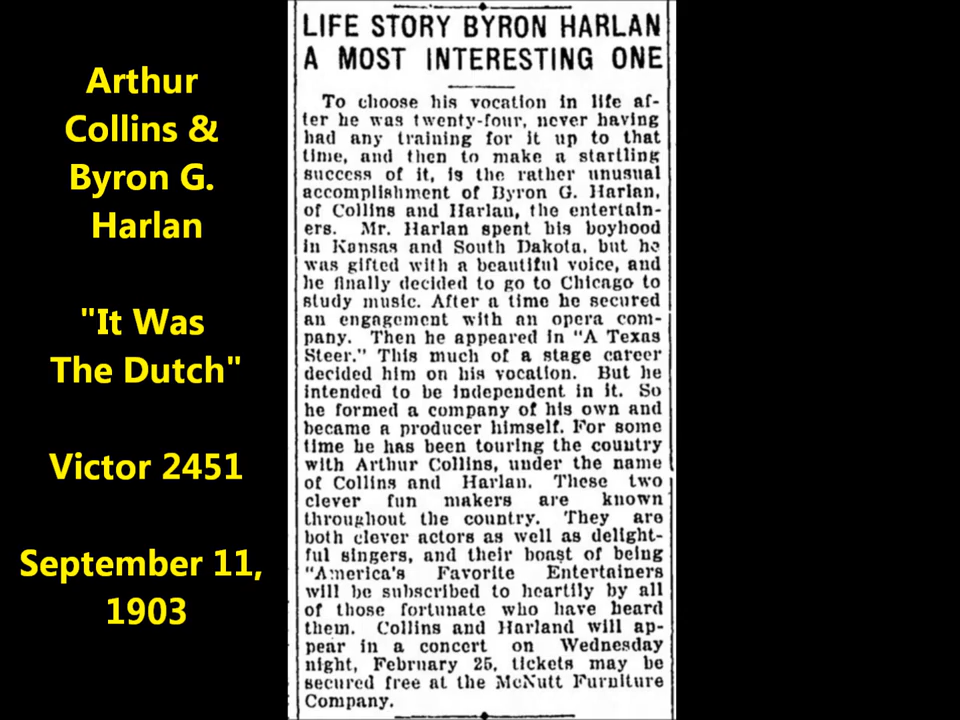 Arthur
Collins &
Byron G.
Harlan
"It Was
The Dutch"
Victor 2451
September 11,
1903
LIFE STORY BYRON HARLAN
A MOST INTERESTING ONE
To choose his vocation in life af-
ter he was twenty-four, never having
had any training for it up to that
time, and then to make a startling
success of it, is the rather unusual
accomplishment of Byron G. Harlan,
of Collins and Harlan, the entertain-
ers. Mr. Harlan spent his boyhood
in Kansas and South Dakota, but he
was gifted with a beautiful voice, and
he finally decided to go to Chicago to
study music. After a time he secured
an engagement with an opera com-
pany. Then he appeared in "A Texas
Steer." This much of a stage career
decided him on his vocation. But he
intended to be independent in it. So
he formed a company of his own and
became a producer himself. For some
time he has been touring the country
with Arthur Collins, under the name
of Collins and Harlan. These two
clever fun makers are known
throughout the country. They are
both clever actors as well as delight-
ful singers, and their boast of being
"America's Favorite Entertainers
will be subscribed to heartily by all
of those fortunate who have heard
them. Collins and Harland will ap-
pear in a concert on Wednesday
night, February 25, tickets may be
secured free at the McNutt Furniture
Company.